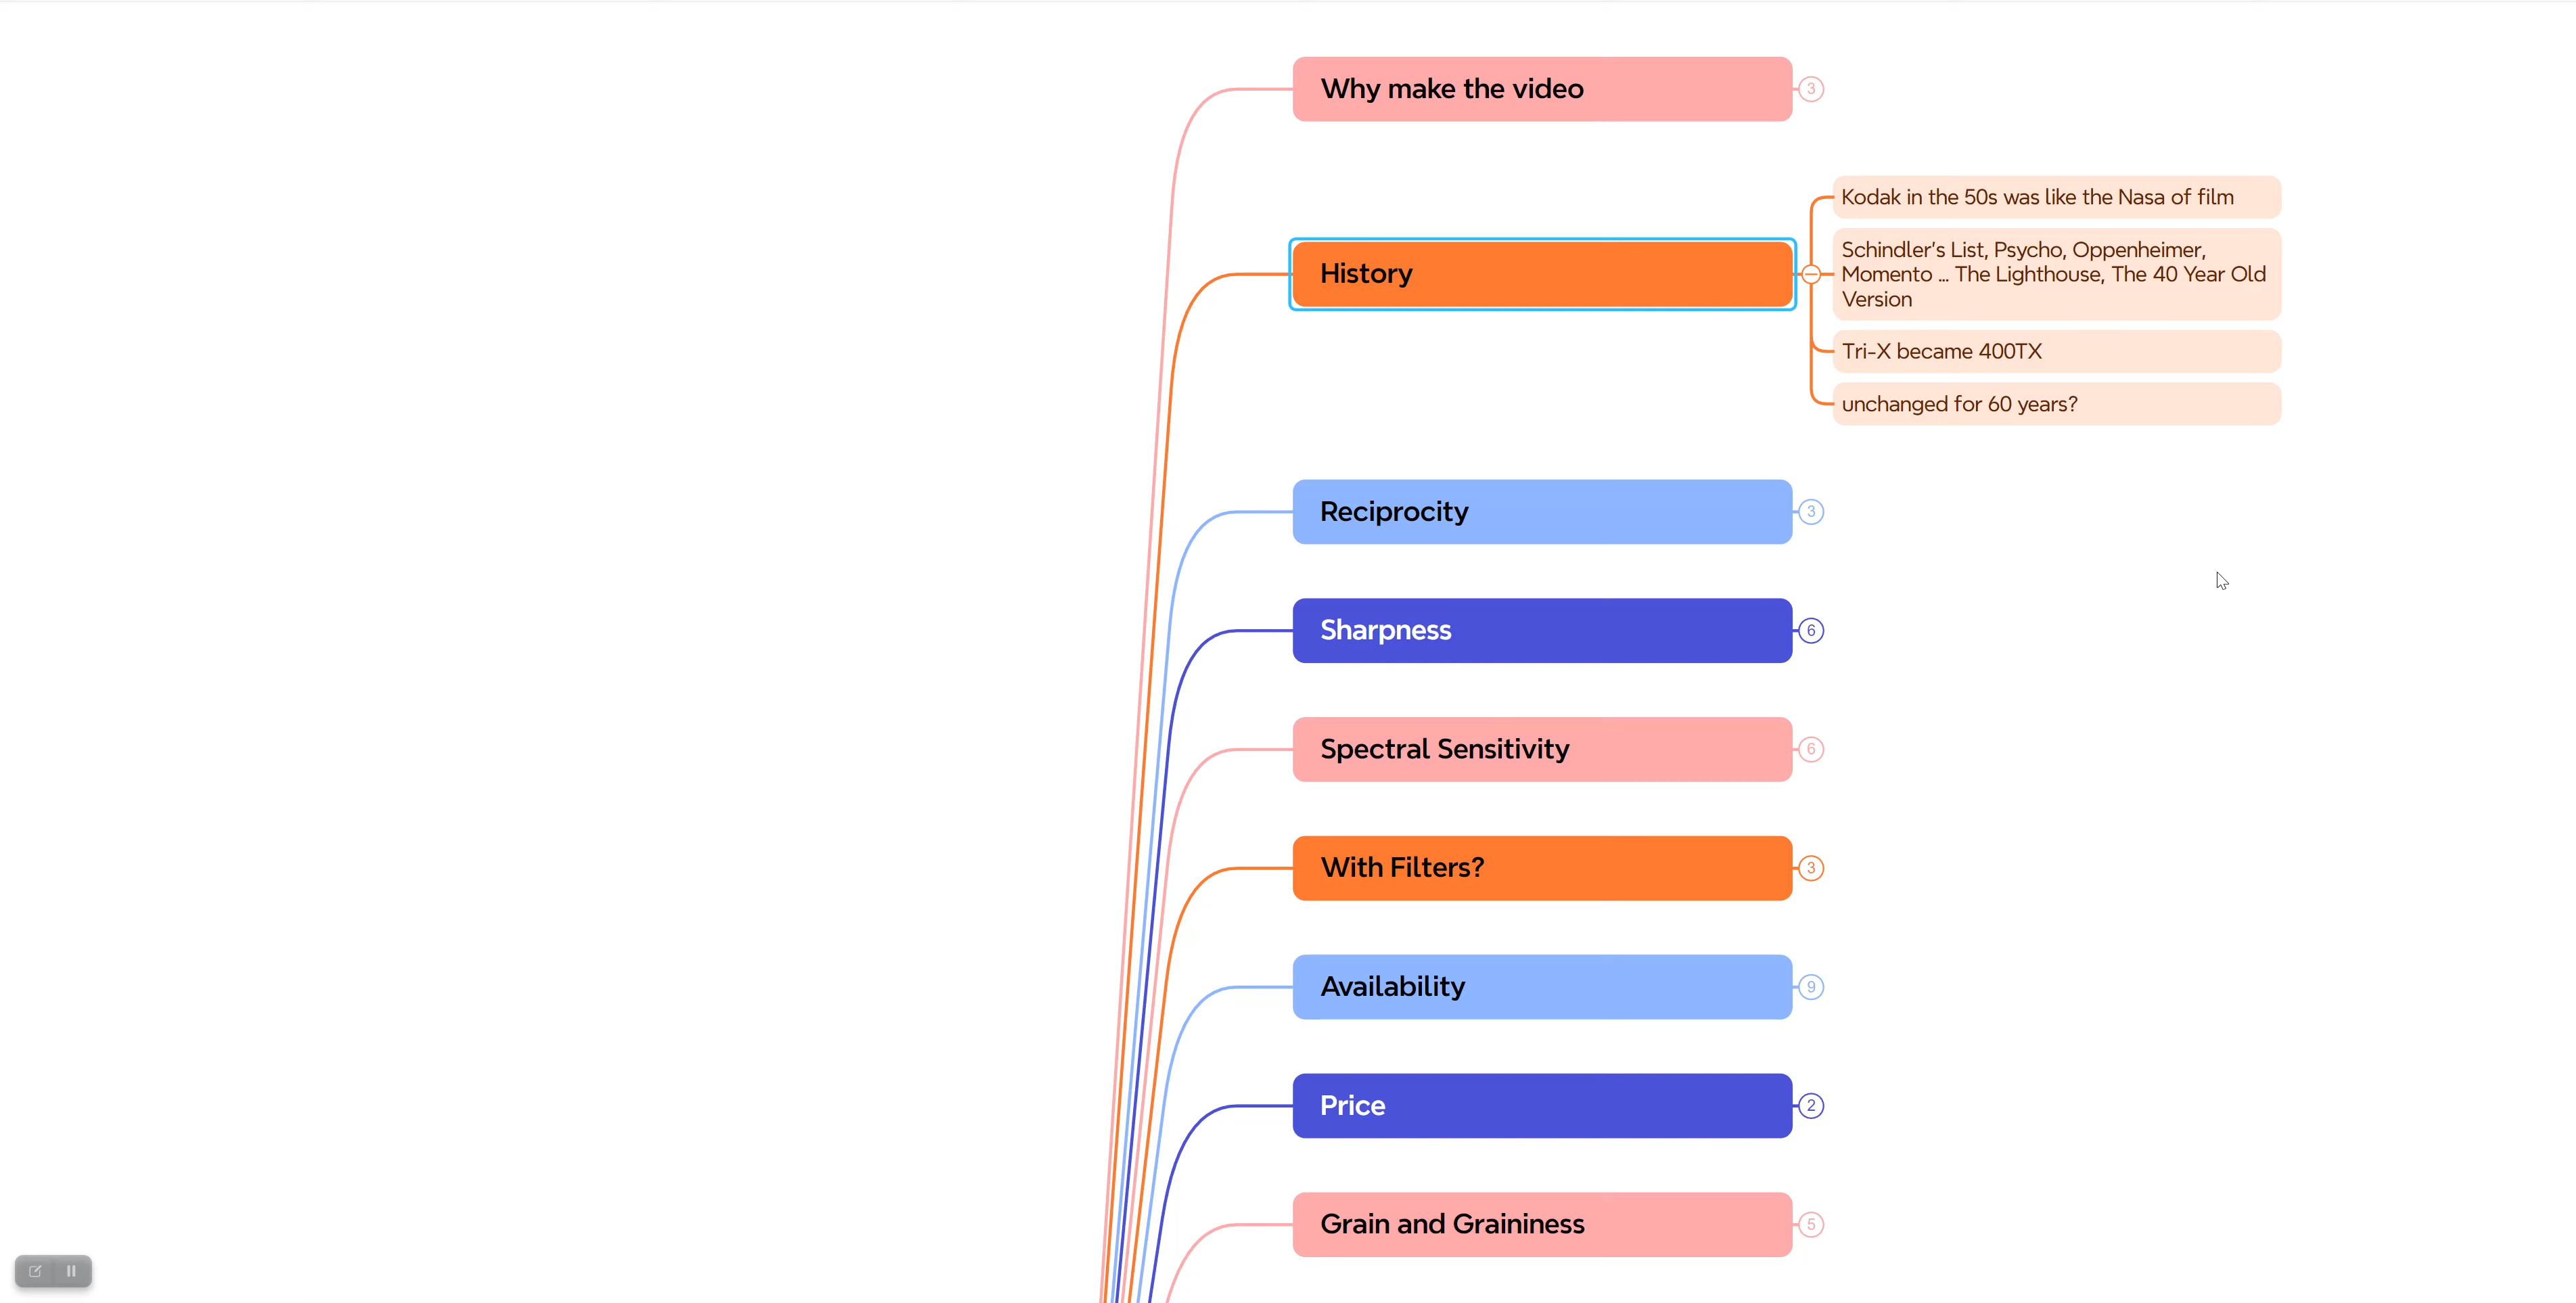 Why make the video
3
Kodak in the 50s was like the Nasa of film
History
Schindler's List, Psycho, Oppenheimer,
Momento ... The Lighthouse, The 40 Year Old
Version
Tri-X became 400TX
unchanged for 60 years?
Reciprocity
3
Sharpness
6
Spectral Sensitivity
6
With Filters?
3
Availability
9
Price
2
Grain and Graininess
5